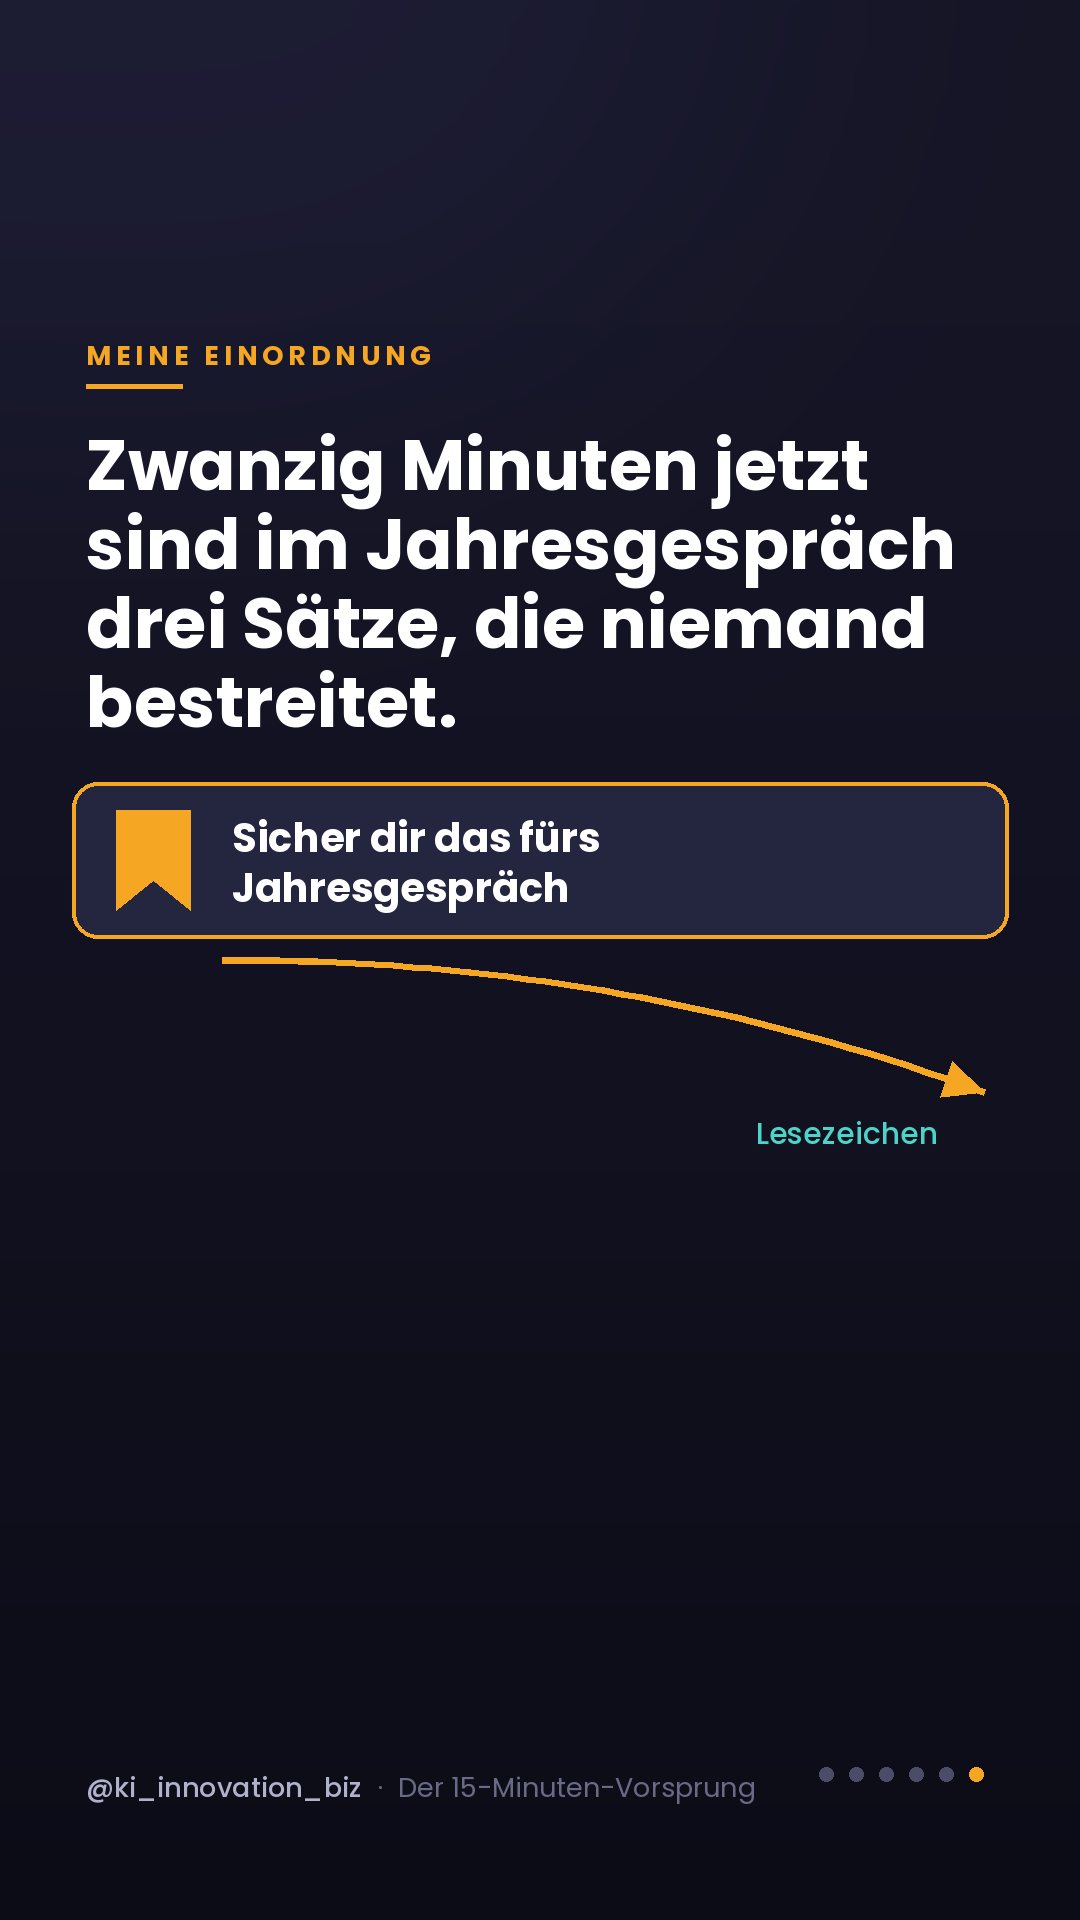 MEINE EINORDNUNG
Zwanzig Minuten jetzt
sind im Jahresgespräch
drei Sätze, die niemand
bestreitet.
Sicher dir das fürs
Jahresgespräch
Lesezeichen
@ki_innovation_biz · Der 15-Minuten-Vorsprung